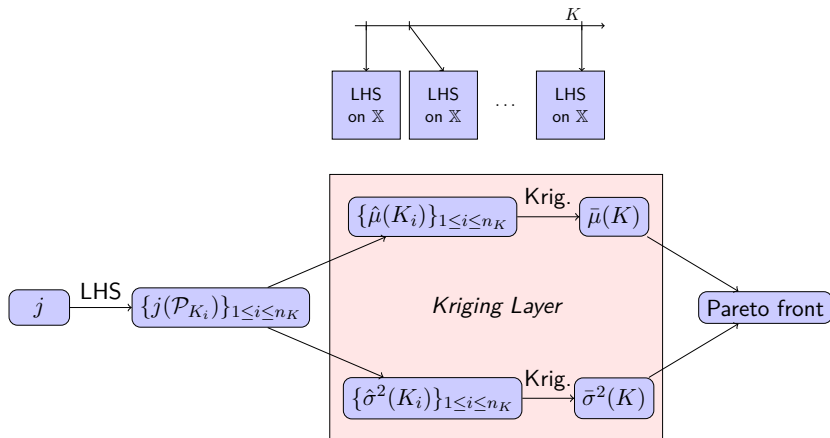 K
LHS
on 𝕏
LHS
on 𝕏
...
LHS
on 𝕏
{μ̂(K_i)}_{1≤i≤n_K}
Krig.
μ̄(K)
j
LHS
{j(𝒫_{K_i})}_{1≤i≤n_K}
Kriging Layer
Pareto front
{σ̂²(K_i)}_{1≤i≤n_K}
Krig.
σ̄²(K)